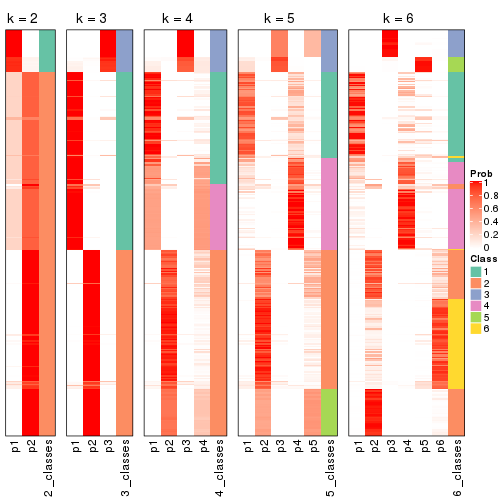 k = 2
k = 3
k = 4
k = 5
k = 6
Prob
1
0.8
0.6
0.4
0.2
0
Class
1
2
3
4
5
6
p1
p2
2_classes
p1
p2
p3
3_classes
p1
p2
p3
p4
4_classes
p1
p2
p3
p4
p5
5_classes
p1
p2
p3
p4
p5
p6
6_classes